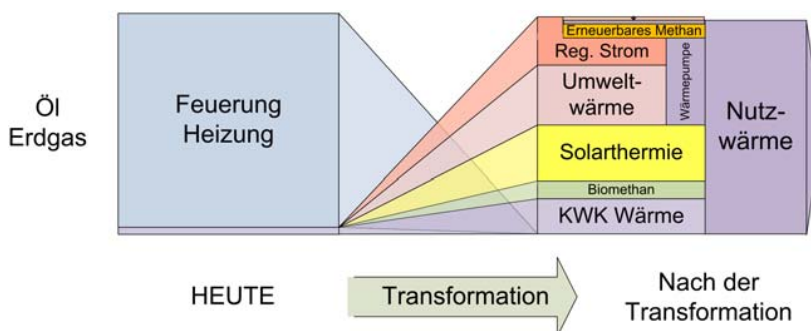 Öl
Erdgas
Feuerung
Heizung
Erneuerbares Methan
Reg. Strom
Umwelt-
wärme
Wärmepumpe
Solarthermie
Biomethan
KWK Wärme
Nutz-
wärme
HEUTE
Transformation
Nach der
Transformation